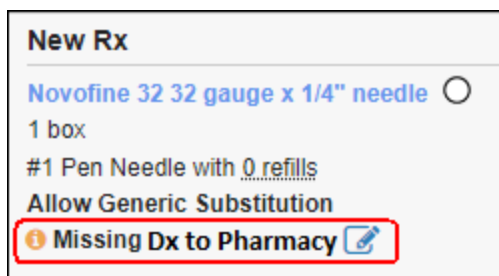 New Rx
Novofine 32 32 gauge x 1/4" needle
1 box
#1 Pen Needle with 0 refills
Allow Generic Substitution
Missing Dx to Pharmacy